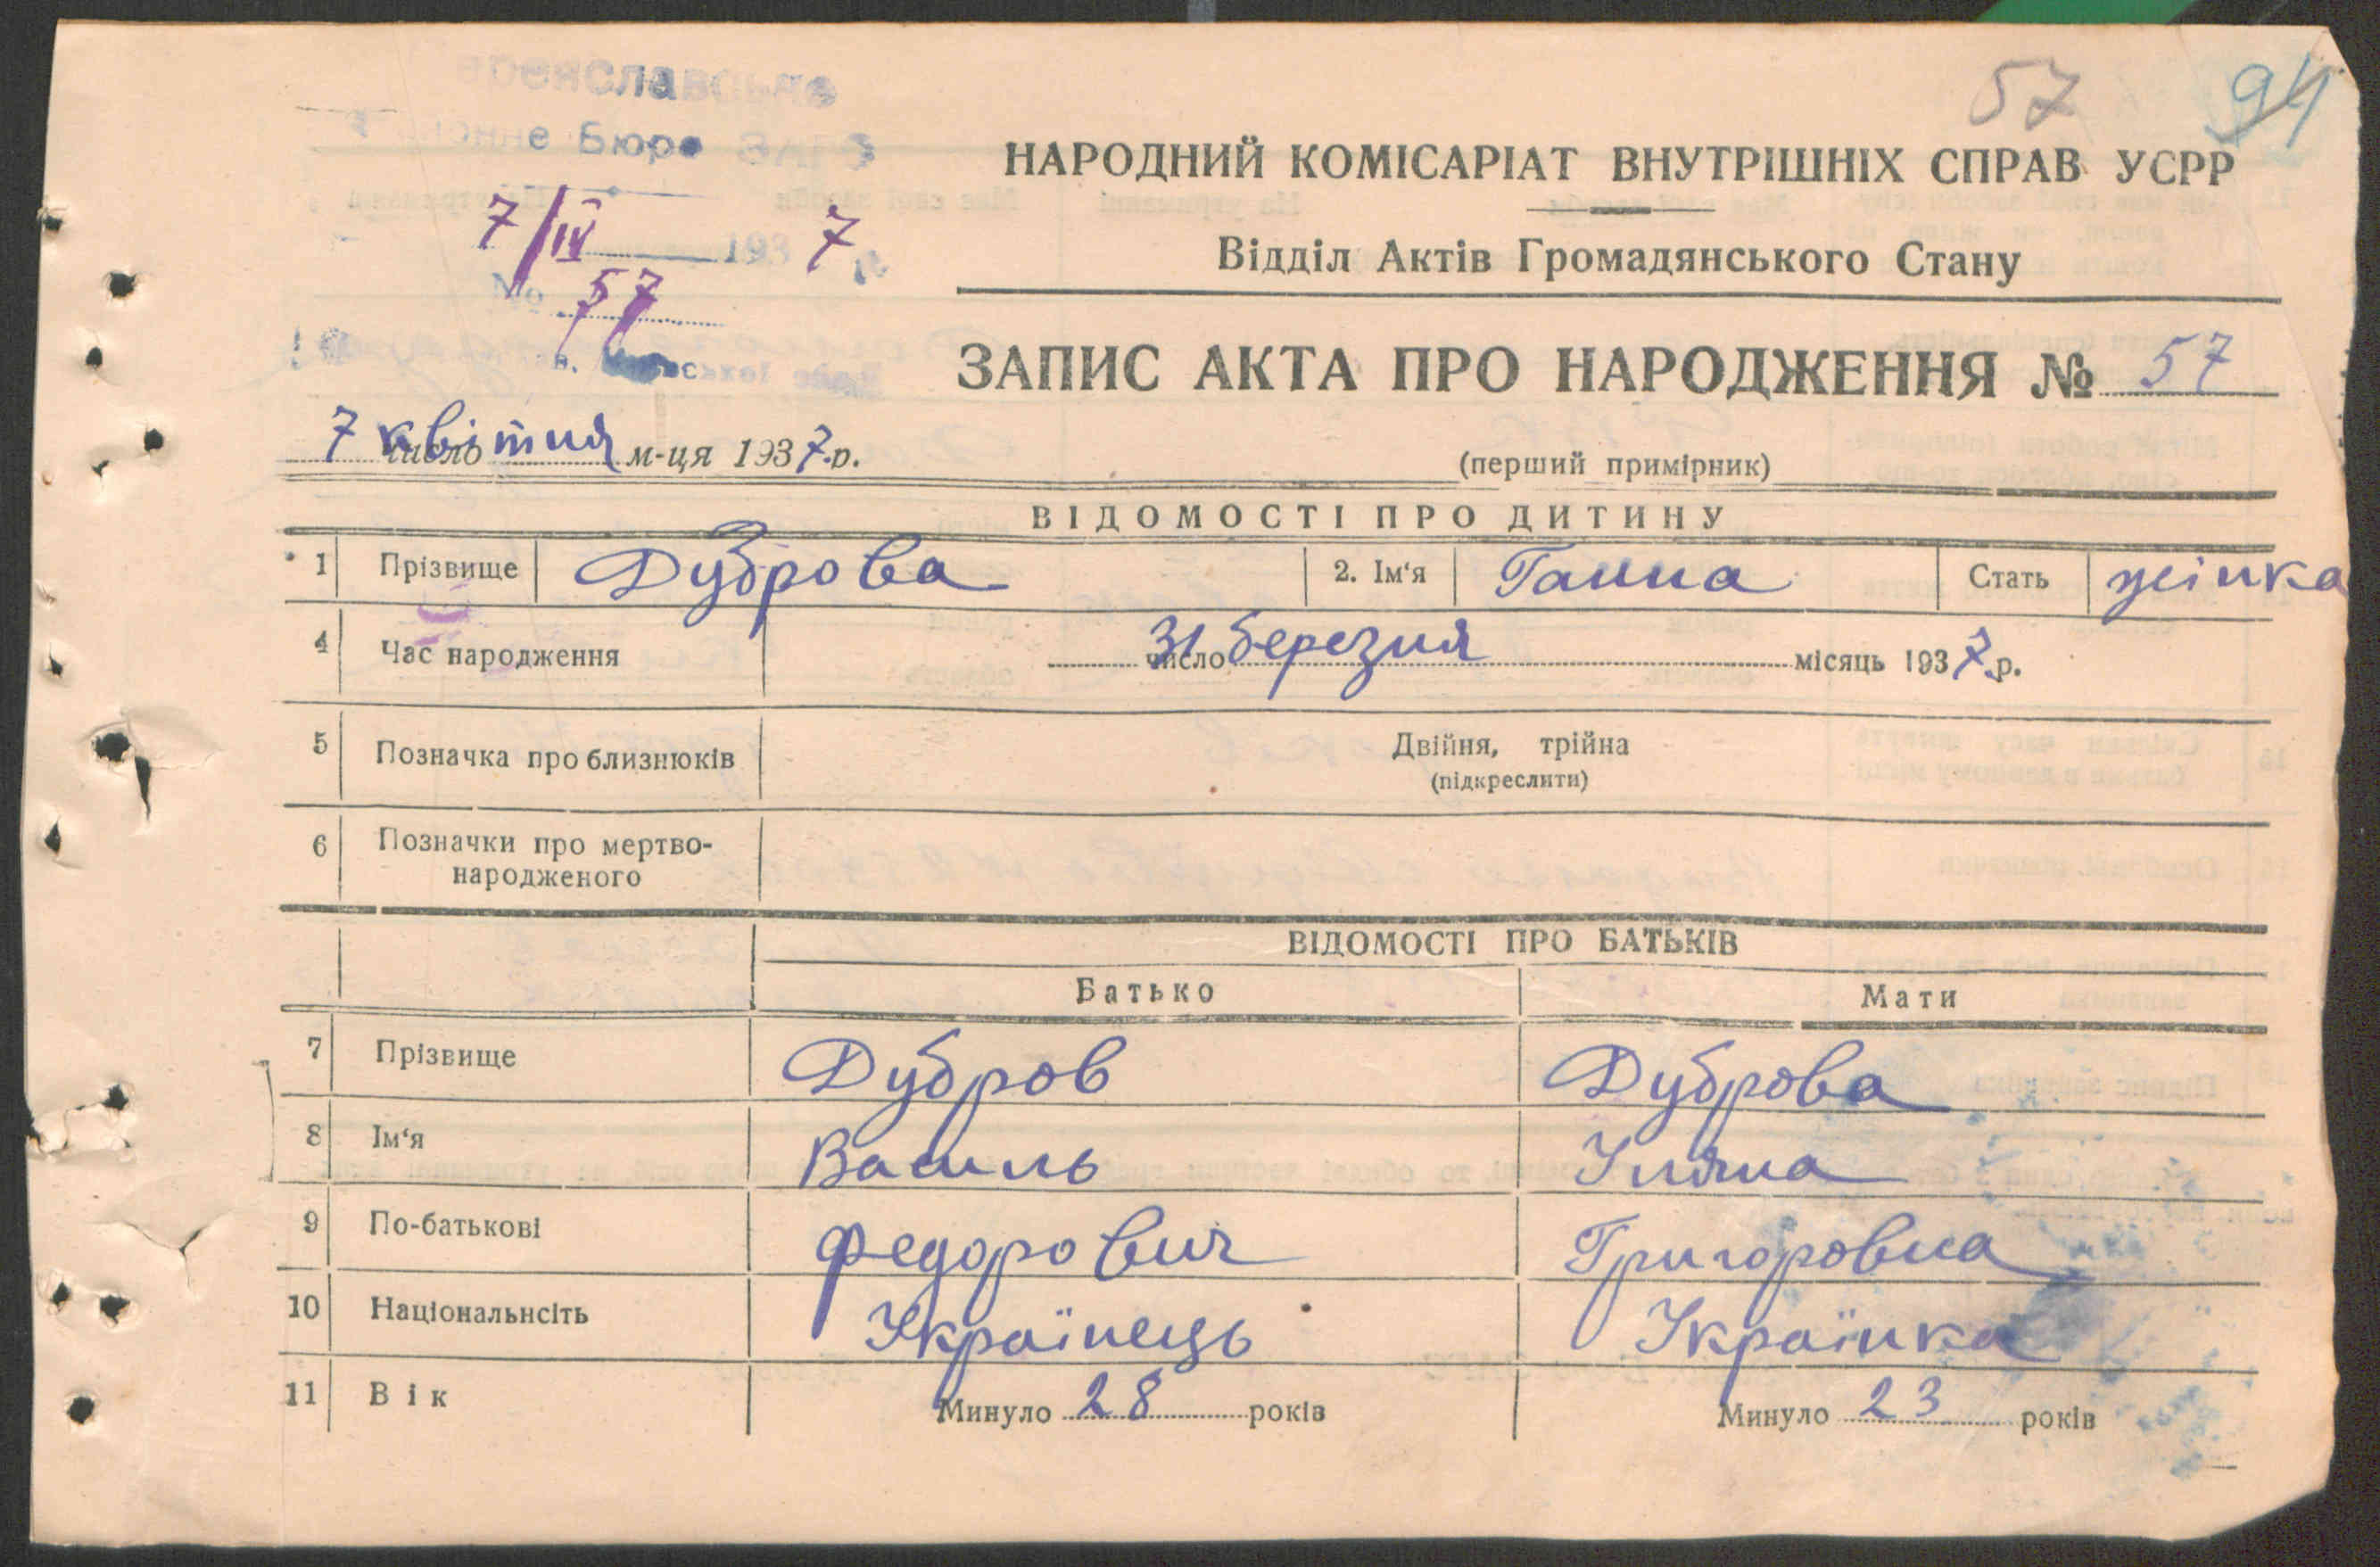 57 94
Бюро ЗАГС
7/IV 1937
№ 57
НАРОДНИЙ КОМІСАРІАТ ВНУТРІШНІХ СПРАВ УСРР
Відділ Актів Громадянського Стану
ЗАПИС АКТА ПРО НАРОДЖЕННЯ № 57
7 число квітня м-ця 1937 р.
(перший примірник)
ВІДОМОСТІ ПРО ДИТИНУ
1 Прізвище Дуброва 2. Ім'я Ганна Стать жінка
4 Час народження 31 число березня місяць 1937 р.
5 Позначка про близнюків Двійня, трійна
(підкреслити)
6 Позначки про мертво-
народженого
ВІДОМОСТІ ПРО БАТЬКІВ
Батько Мати
7 Прізвище Дубров Дуброва
8 Ім'я Василь Уляна
9 По-батькові Федорович Григоровна
10 Національнсіть Українець Українка
11 Вік Минуло 28 років Минуло 23 років